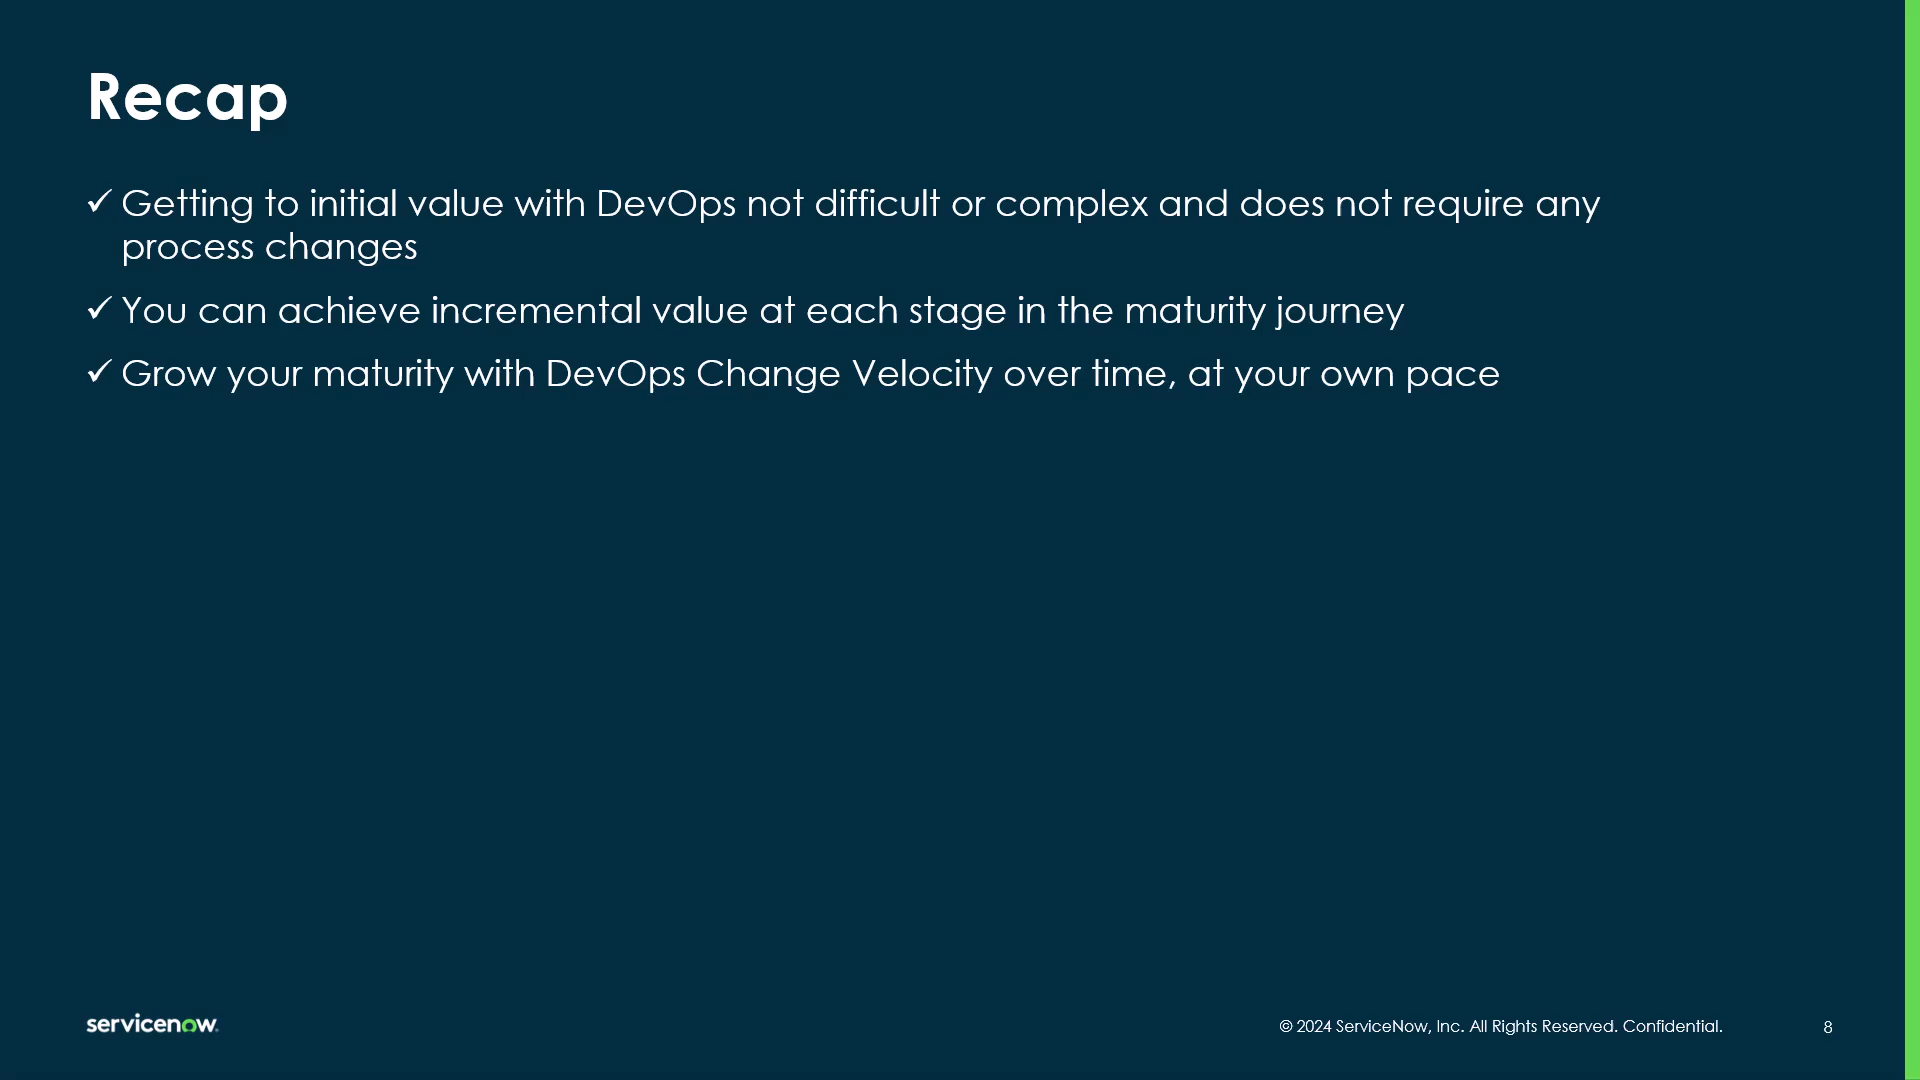 Recap
✓ Getting to initial value with DevOps not difficult or complex and does not require any
process changes
✓ You can achieve incremental value at each stage in the maturity journey
✓ Grow your maturity with DevOps Change Velocity over time, at your own pace
servicenow
© 2024 ServiceNow, Inc. All Rights Reserved. Confidential.
8